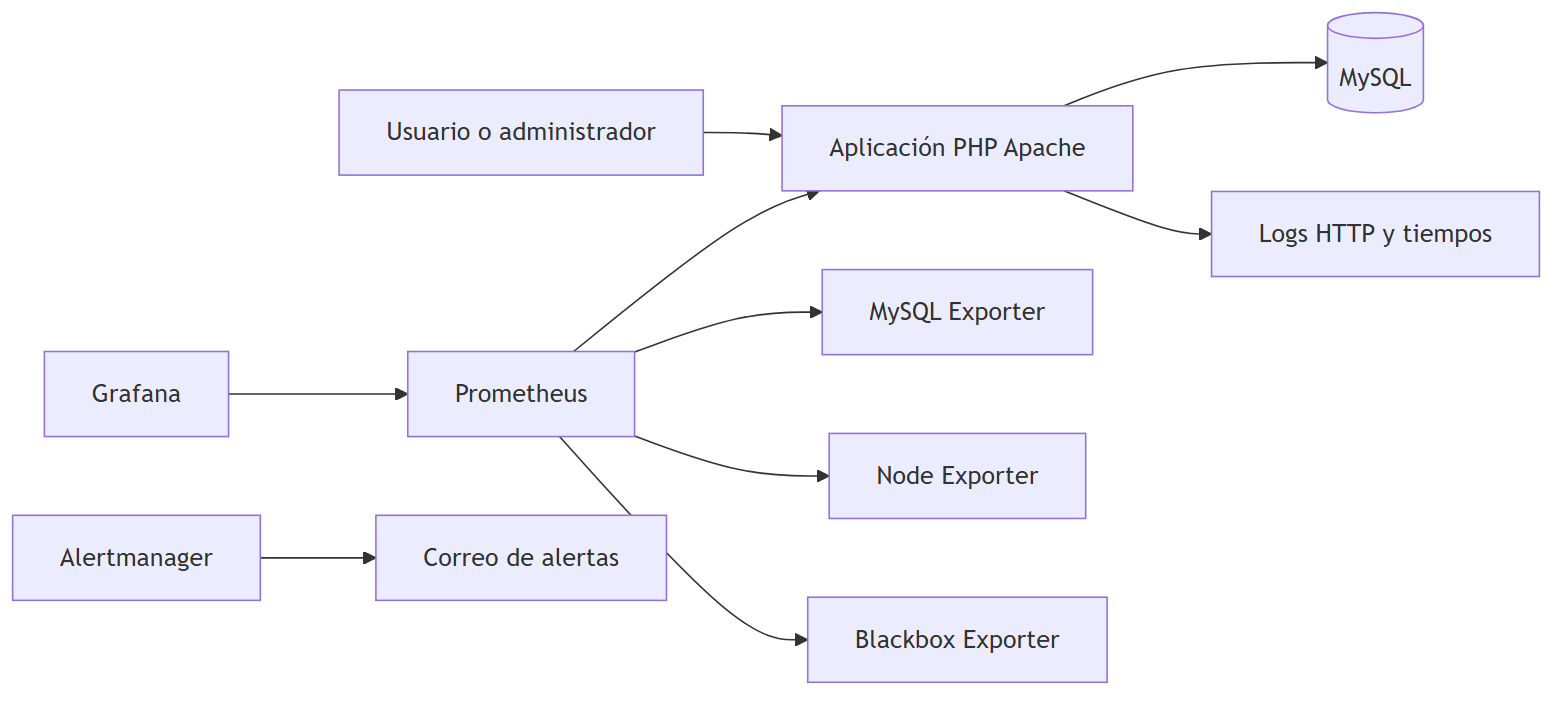 MySQL
Usuario o administrador
Aplicación PHP Apache
Logs HTTP y tiempos
MySQL Exporter
Grafana
Prometheus
Node Exporter
Alertmanager
Correo de alertas
Blackbox Exporter